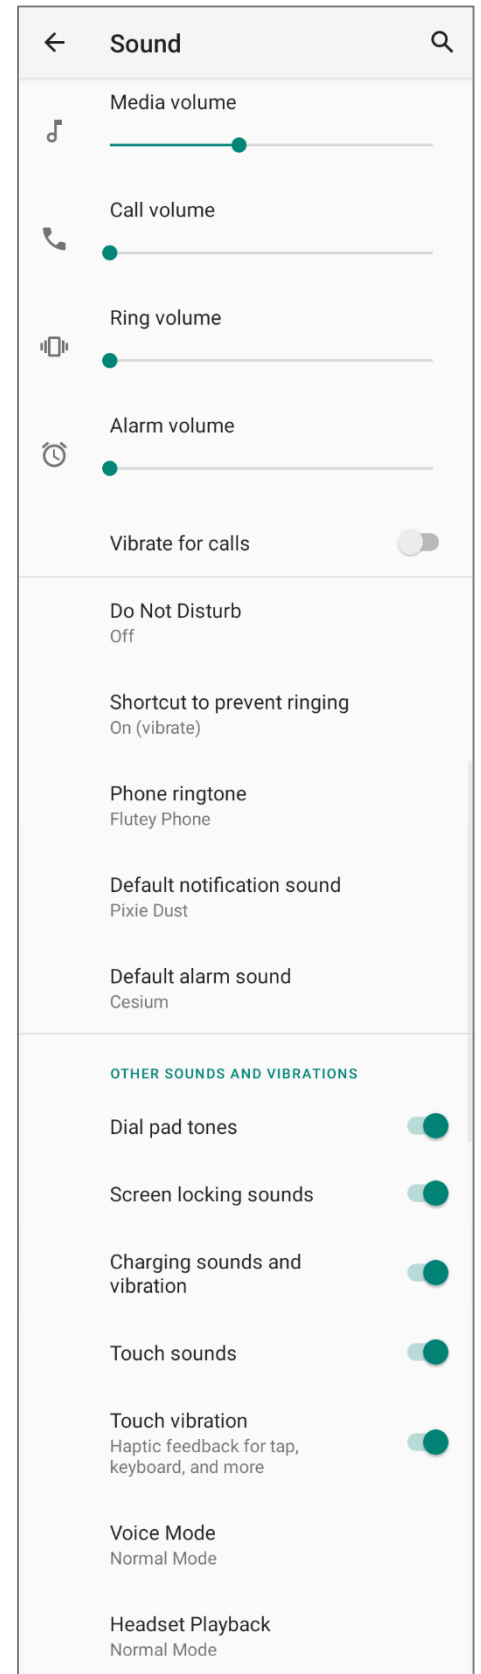 Sound
Media volume
Call volume
Ring volume
Alarm volume
Vibrate for calls
Do Not Disturb
Off
Shortcut to prevent ringing
On (vibrate)
Phone ringtone
Flutey Phone
Default notification sound
Pixie Dust
Default alarm sound
Cesium
OTHER SOUNDS AND VIBRATIONS
Dial pad tones
Screen locking sounds
Charging sounds and
vibration
Touch sounds
Touch vibration
Haptic feedback for tap,
keyboard, and more
Voice Mode
Normal Mode
Headset Playback
Normal Mode